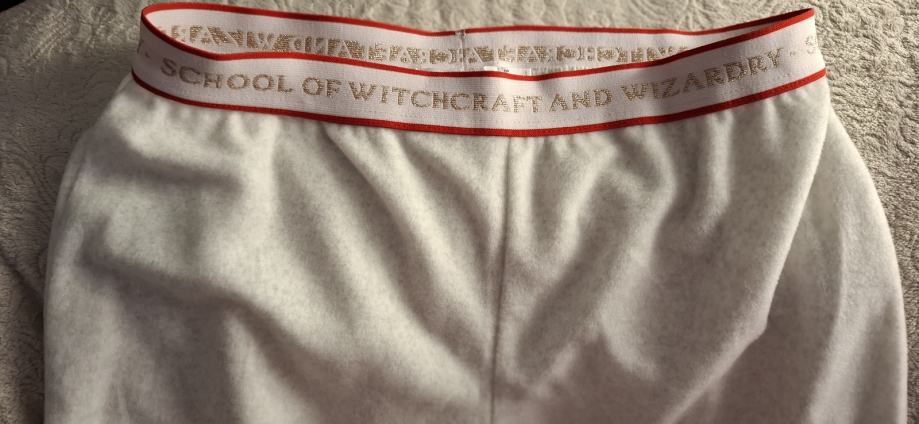 SCHOOL OF WITCHCRAFT AND WIZARDRY - S